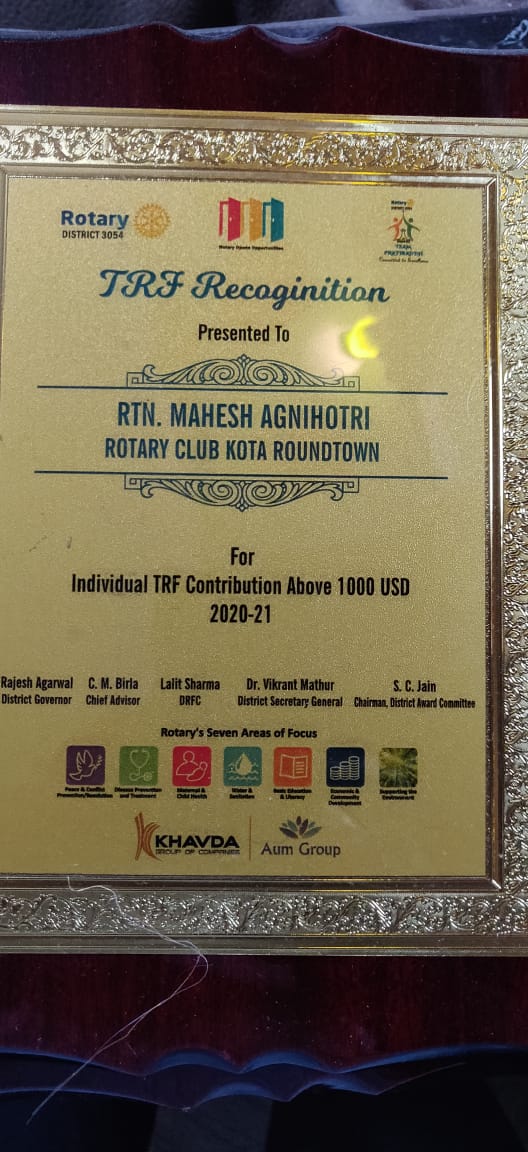 Rotary
DISTRICT 3054
Rotary Opens Opportunities
Rotary
TEAM
PRATIBADDH
Committed to Excellence
TRF Recoginition
Presented To
RTN. MAHESH AGNIHOTRI
ROTARY CLUB KOTA ROUNDTOWN
For
Individual TRF Contribution Above 1000 USD
2020-21
Rajesh Agarwal C. M. Birla Lalit Sharma Dr. Vikrant Mathur S. C. Jain
District Governor Chief Advisor DRFC District Secretary General Chairman, District Award Committee
Rotary's Seven Areas of Focus
Peace & Conflict Disease Prevention Maternal & Water & Basic Education Economic & Supporting the
Prevention/Resolution and Treatment Child Health Sanitation & Literacy Community Environment
Development
KHAVDA
GROUP OF COMPANIES
Aum Group